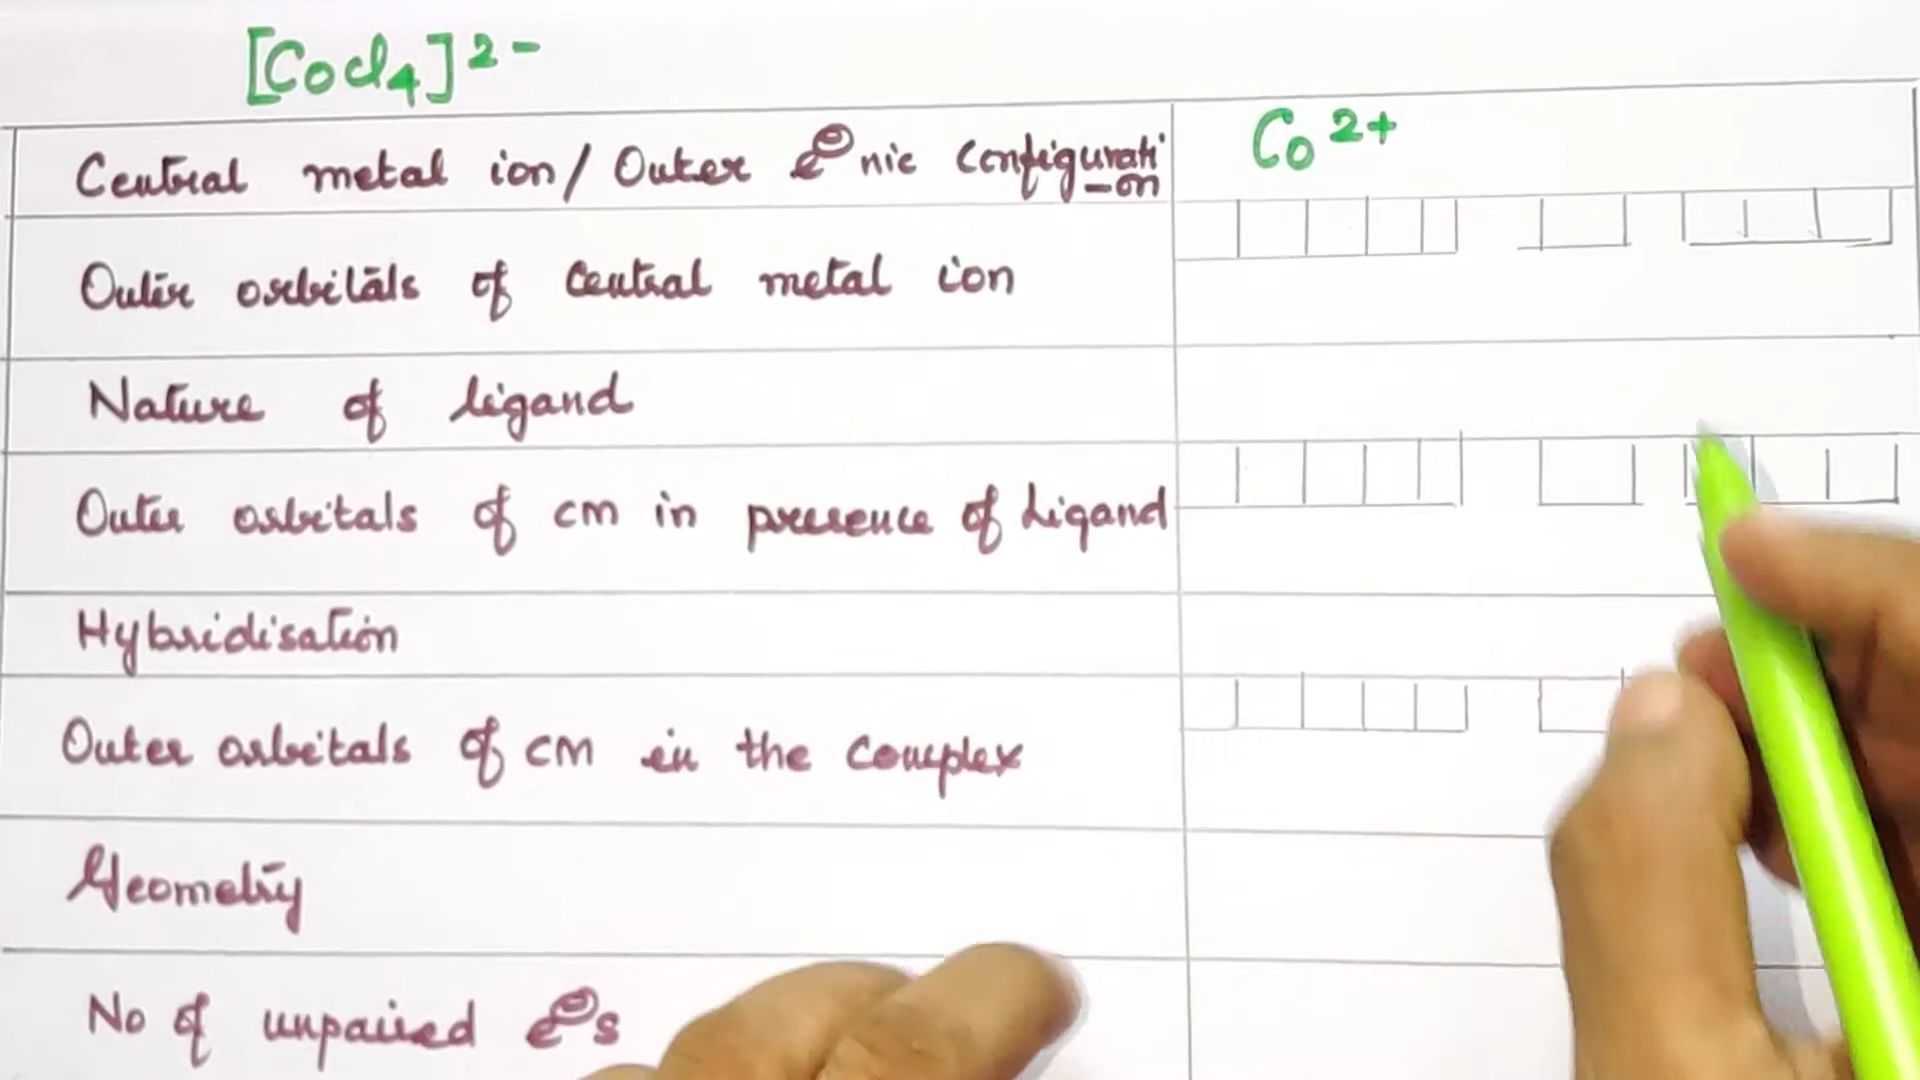 [CoCl4]2-
Central metal ion/ Outer e⊖nic configurati
-on
Co2+
Outer orbitals of central metal ion
Nature of ligand
Outer orbitals of CM in presence of Ligand
Hybridisation
Outer orbitals of CM in the complex
Geometry
No of unpaired e⊖s